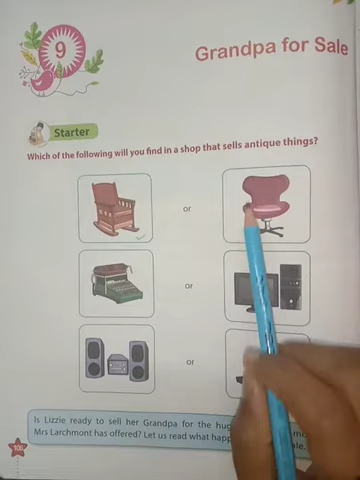 9
Grandpa for Sale
Starter
Which of the following will you find in a shop that sells antique things?
or
or
or
Is Lizzie ready to sell her Grandpa for the
Mrs Larchmont has offered? Let us read what
106